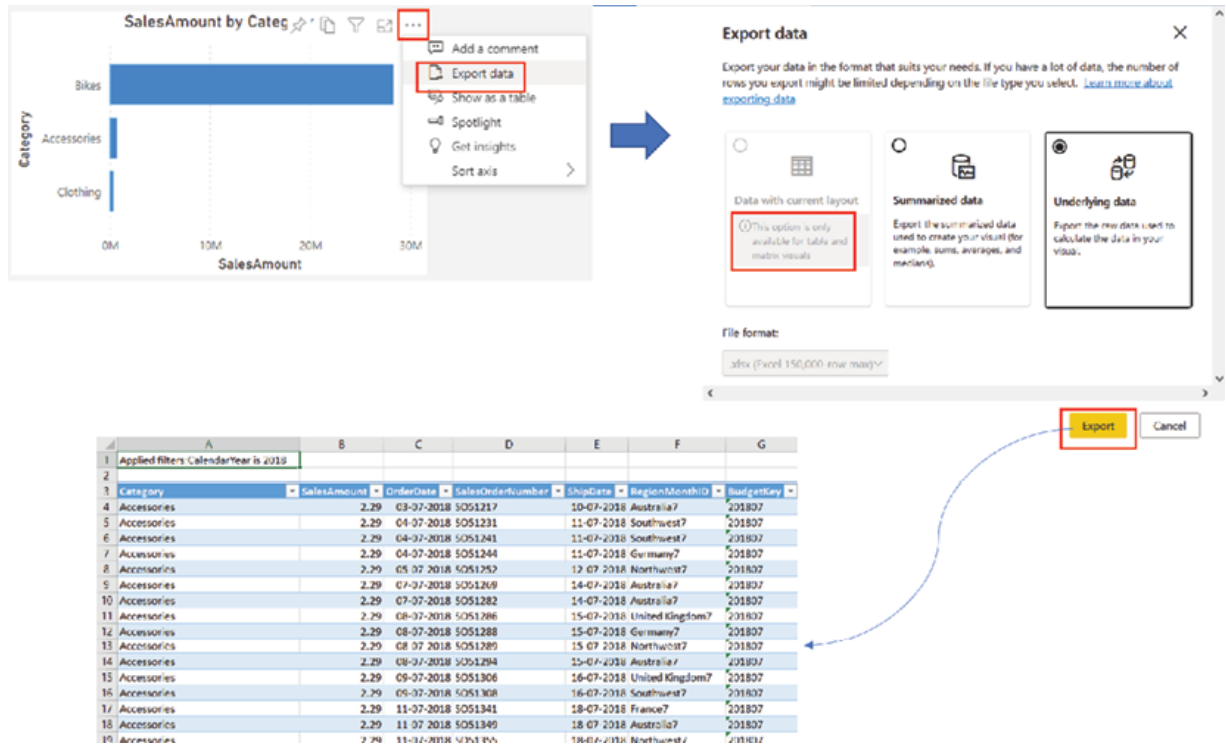 SalesAmount by Categ
Add a comment
Export data
Show as a table
Spotlight
Get insights
Sort axis
Category
Bikes
Accessories
Clothing
0M 10M 20M 30M
SalesAmount
Export data
Export your data in the format that suits your needs. If you have a lot of data, the number of
rows you export might be limited depending on the file type you select. Learn more about
exporting data
Data with current layout
This option is only
available for table and
matrix visuals
Summarized data
Export the summarized data
used to create your visual (for
example, sums, averages, and
medians).
Underlying data
Export the raw data used to
calculate the data in your
visual.
File format:
.xlsx (Excel 150,000-row max)
Export Cancel
A B C D E F G
1 Applied filters:CalendarYear is 2018
2
3 Category SalesAmount OrderDate SalesOrderNumber ShipDate RegionMonthID BudgetKey
4 Accessories 2.29 03-07-2018 SO51217 10-07-2018 Australia7 201807
5 Accessories 2.29 04-07-2018 SO51231 11-07-2018 Southwest7 201807
6 Accessories 2.29 04-07-2018 SO51241 11-07-2018 Southwest7 201807
7 Accessories 2.29 04-07-2018 SO51244 11-07-2018 Germany7 201807
8 Accessories 2.29 05-07-2018 SO51252 12-07-2018 Northwest7 201807
9 Accessories 2.29 07-07-2018 SO51269 14-07-2018 Australia7 201807
10 Accessories 2.29 07-07-2018 SO51282 14-07-2018 Australia7 201807
11 Accessories 2.29 08-07-2018 SO51286 15-07-2018 United Kingdom7 201807
12 Accessories 2.29 08-07-2018 SO51288 15-07-2018 Germany7 201807
13 Accessories 2.29 08-07-2018 SO51289 15-07-2018 Northwest7 201807
14 Accessories 2.29 08-07-2018 SO51294 15-07-2018 Australia7 201807
15 Accessories 2.29 09-07-2018 SO51306 16-07-2018 United Kingdom7 201807
16 Accessories 2.29 09-07-2018 SO51308 16-07-2018 Southwest7 201807
17 Accessories 2.29 11-07-2018 SO51341 18-07-2018 France7 201807
18 Accessories 2.29 11-07-2018 SO51349 18-07-2018 Australia7 201807
19 Accessories 2.29 11-07-2018 SO51355 18-07-2018 Northwest7 201807